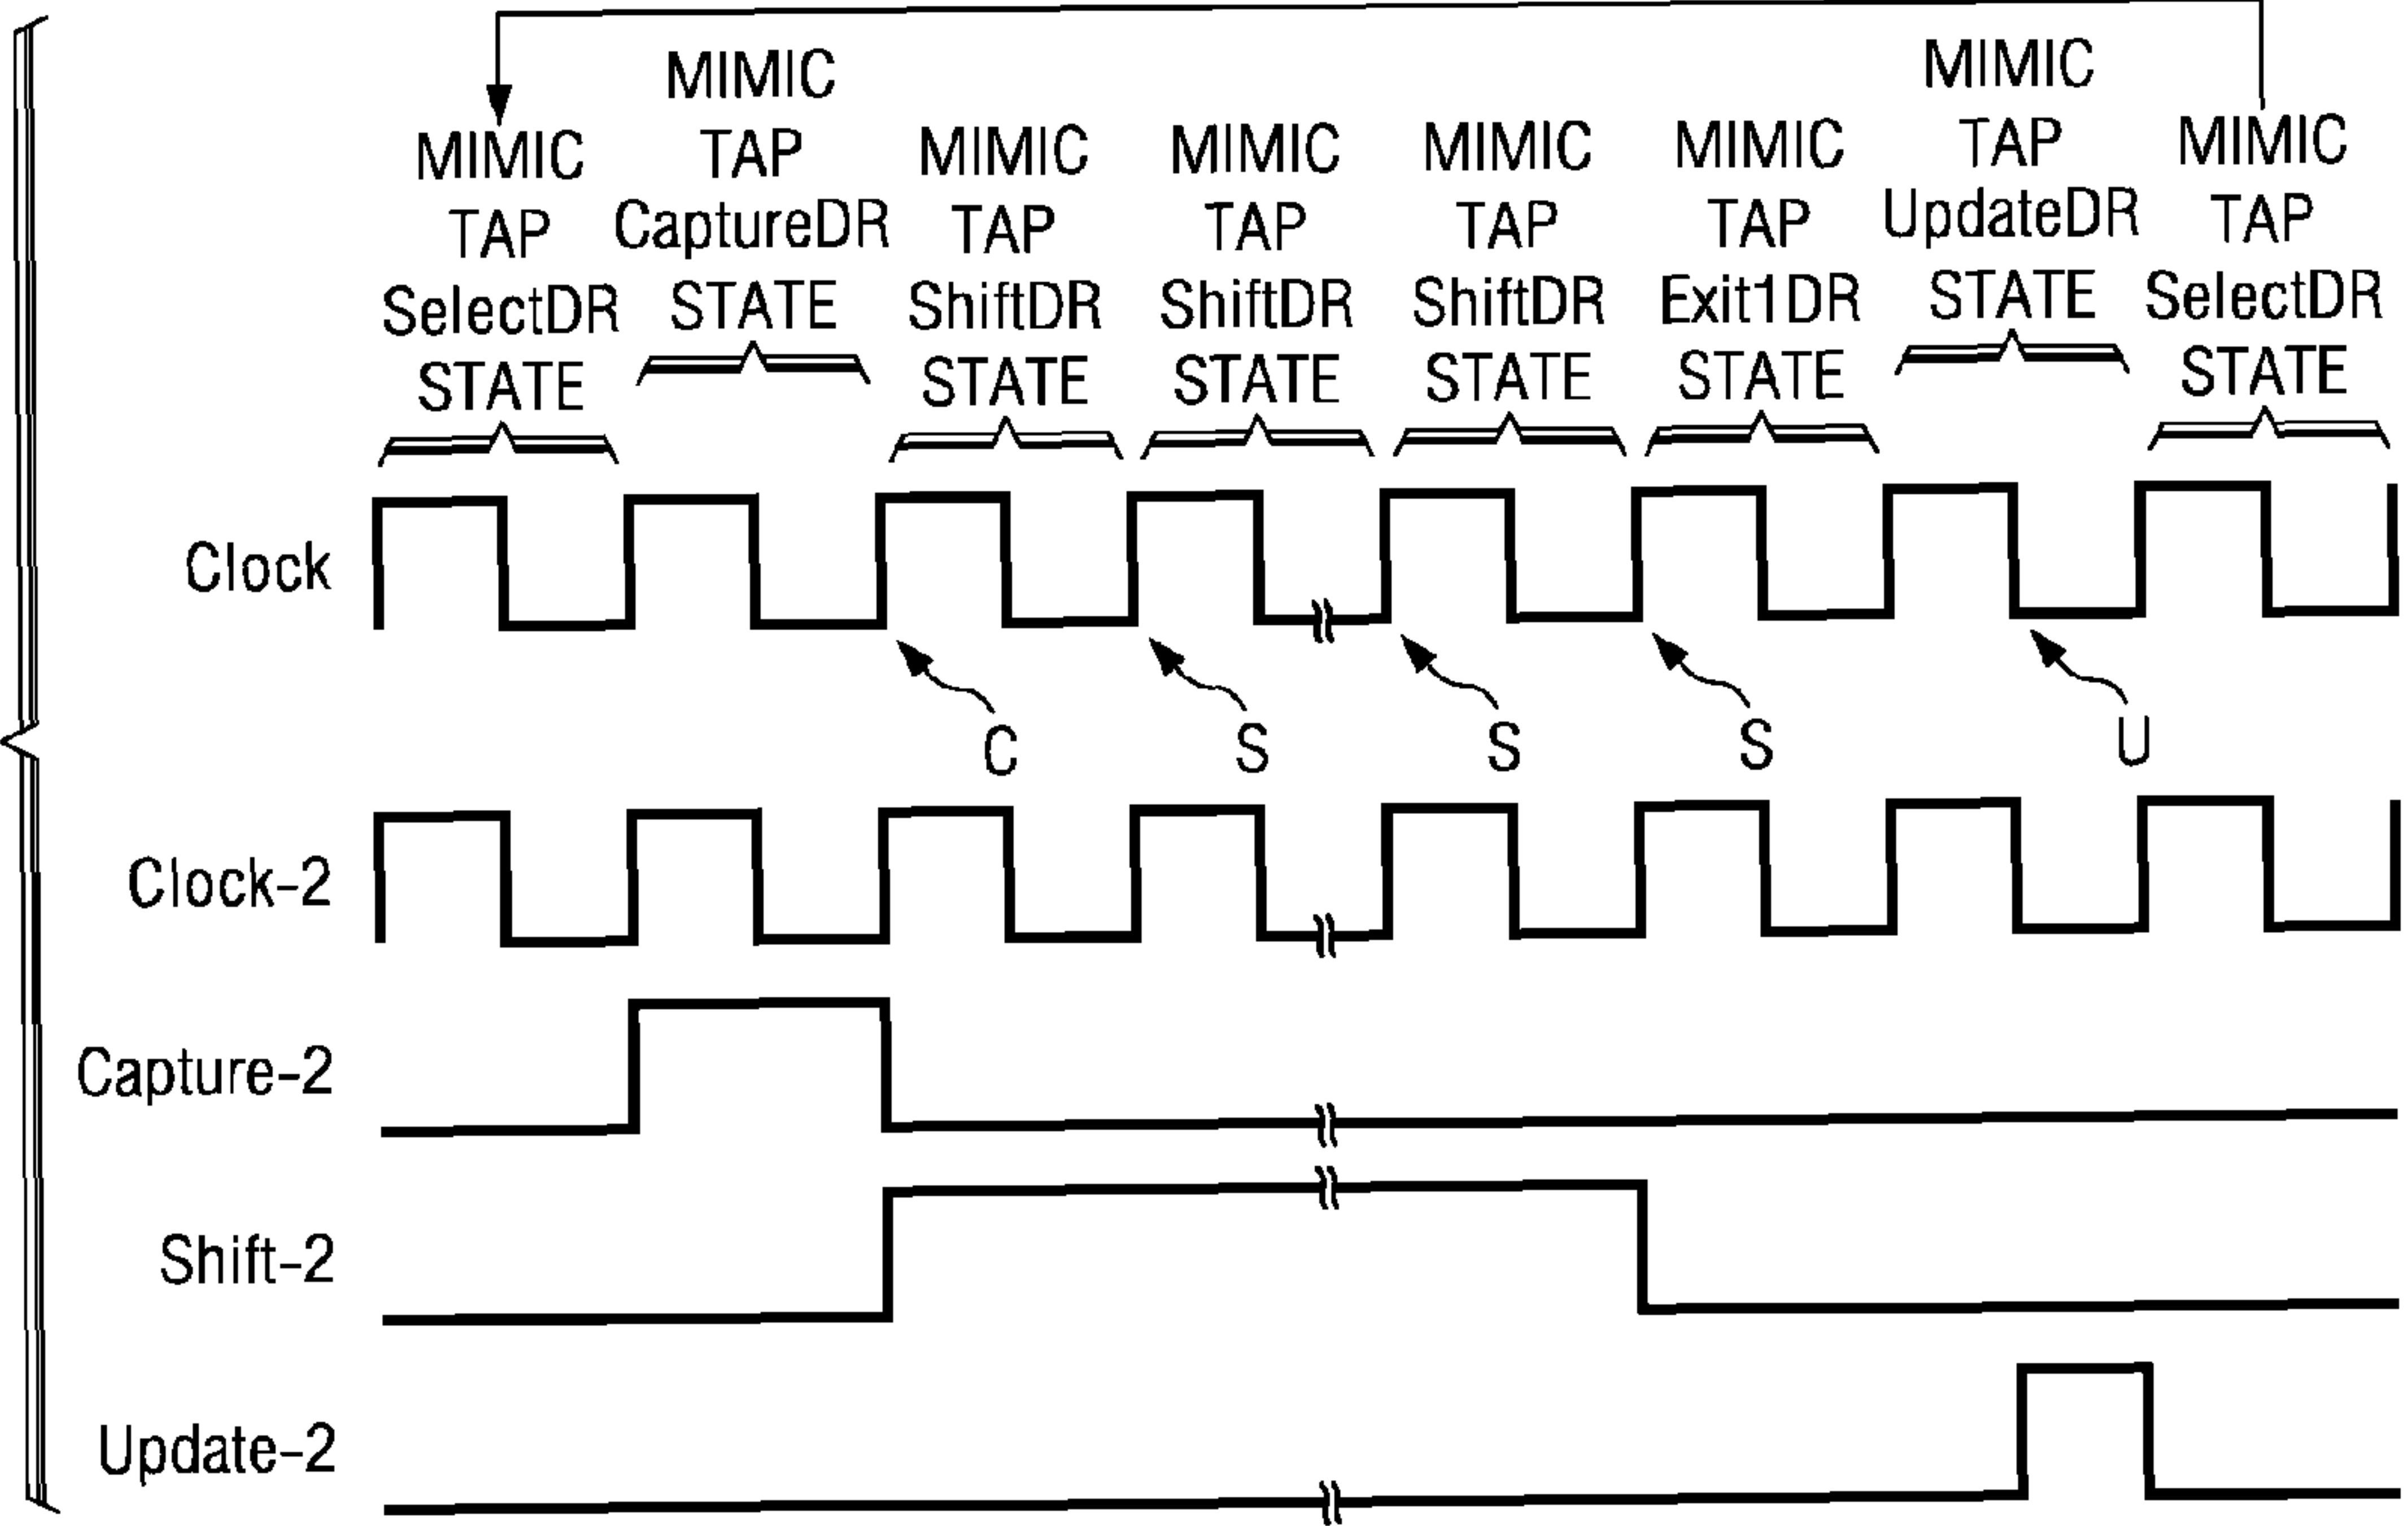 MIMIC
TAP
SelectDR
STATE
MIMIC
TAP
CaptureDR
STATE
MIMIC
TAP
ShiftDR
STATE
MIMIC
TAP
ShiftDR
STATE
MIMIC
TAP
ShiftDR
STATE
MIMIC
TAP
Exit1DR
STATE
MIMIC
TAP
UpdateDR
STATE
MIMIC
TAP
SelectDR
STATE
Clock
C
S
S
S
U
Clock-2
Capture-2
Shift-2
Update-2